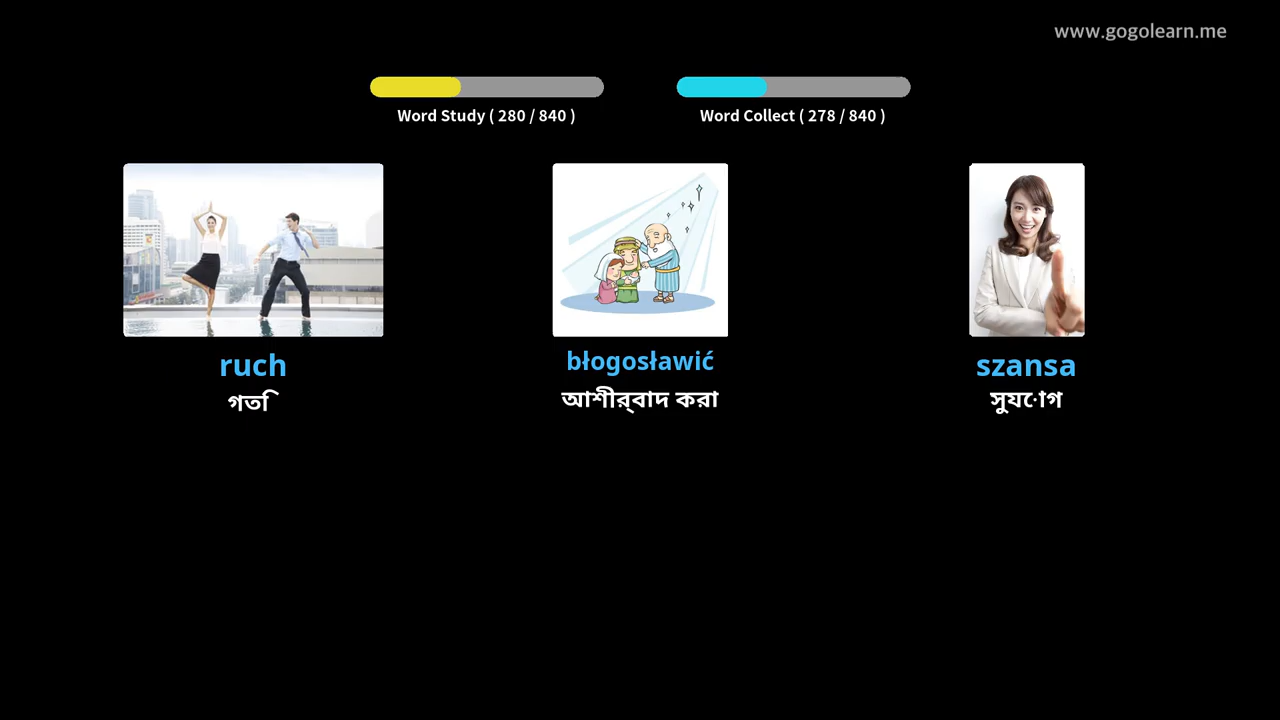 www.gogolearn.me
Word Study ( 280 / 840 )
Word Collect ( 278 / 840 )
ruch
błogosławić
szansa
গতি
আশীর্বাদ করা
সুযোগ